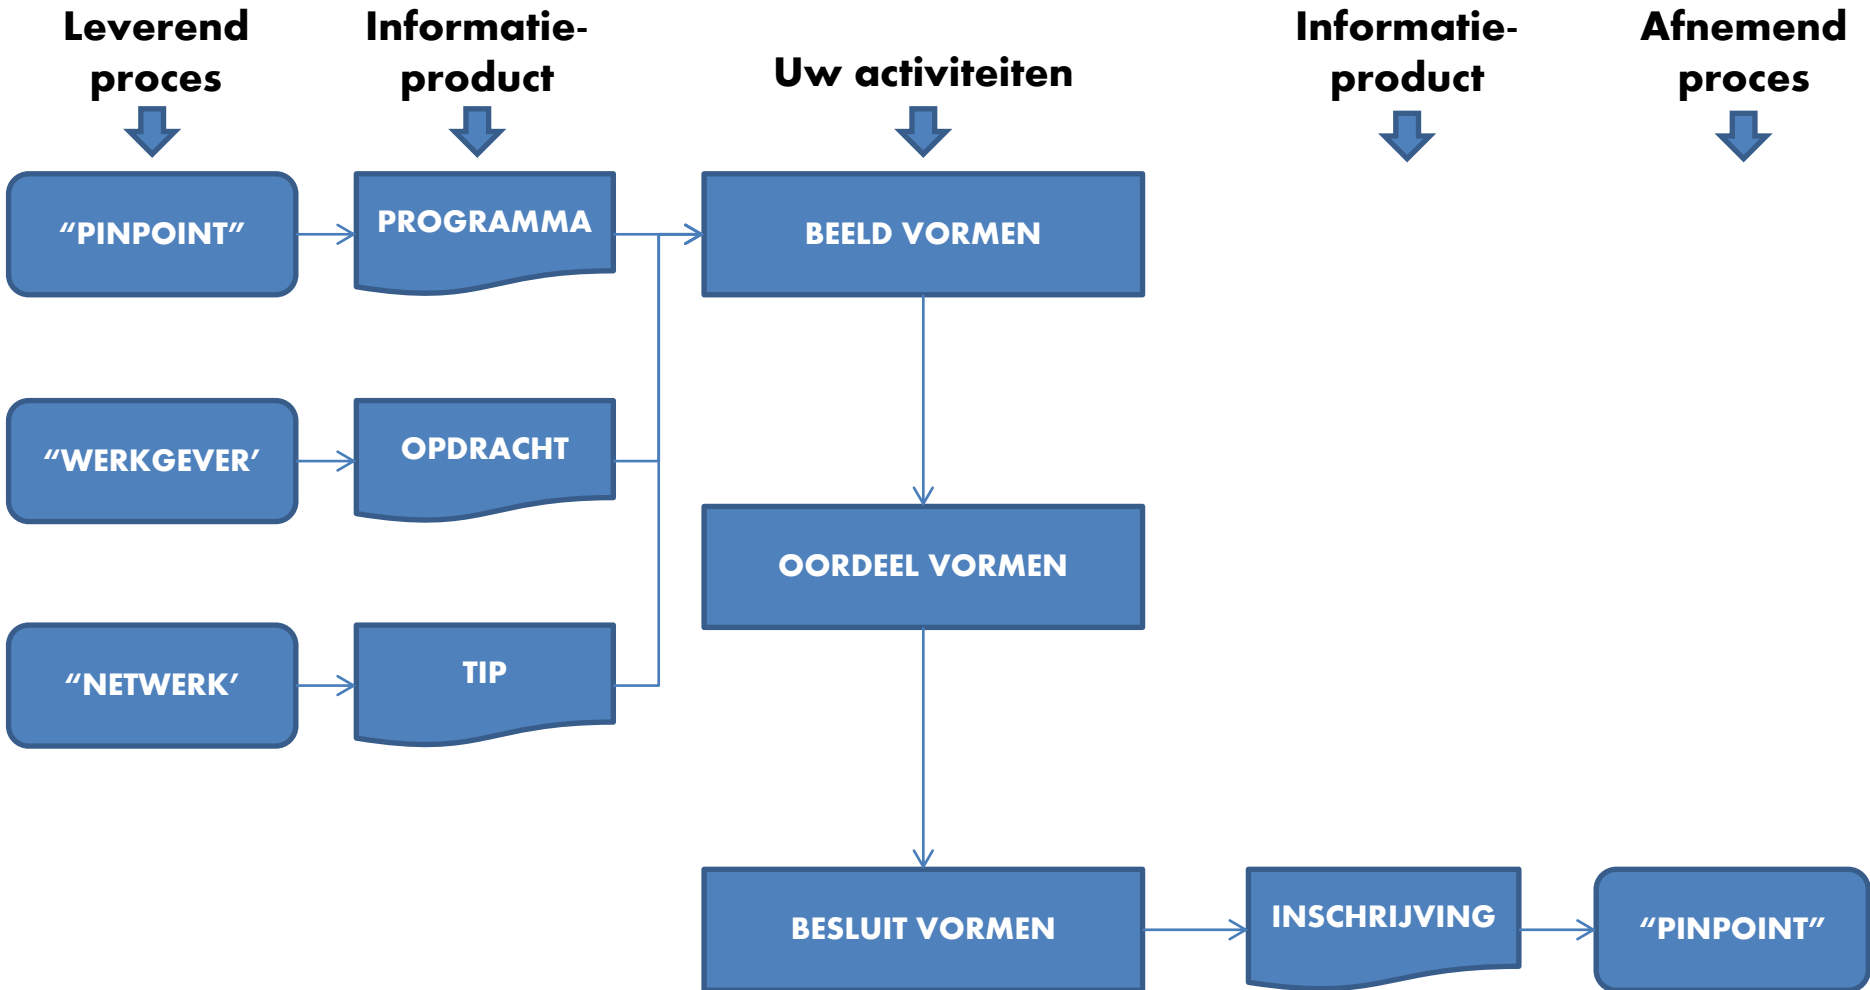 Leverend
proces
Informatie-
product
Uw activiteiten
Informatie-
product
Afnemend
proces
“PINPOINT”
PROGRAMMA
BEELD VORMEN
“WERKGEVER’
OPDRACHT
OORDEEL VORMEN
“NETWERK’
TIP
BESLUIT VORMEN
INSCHRIJVING
“PINPOINT”